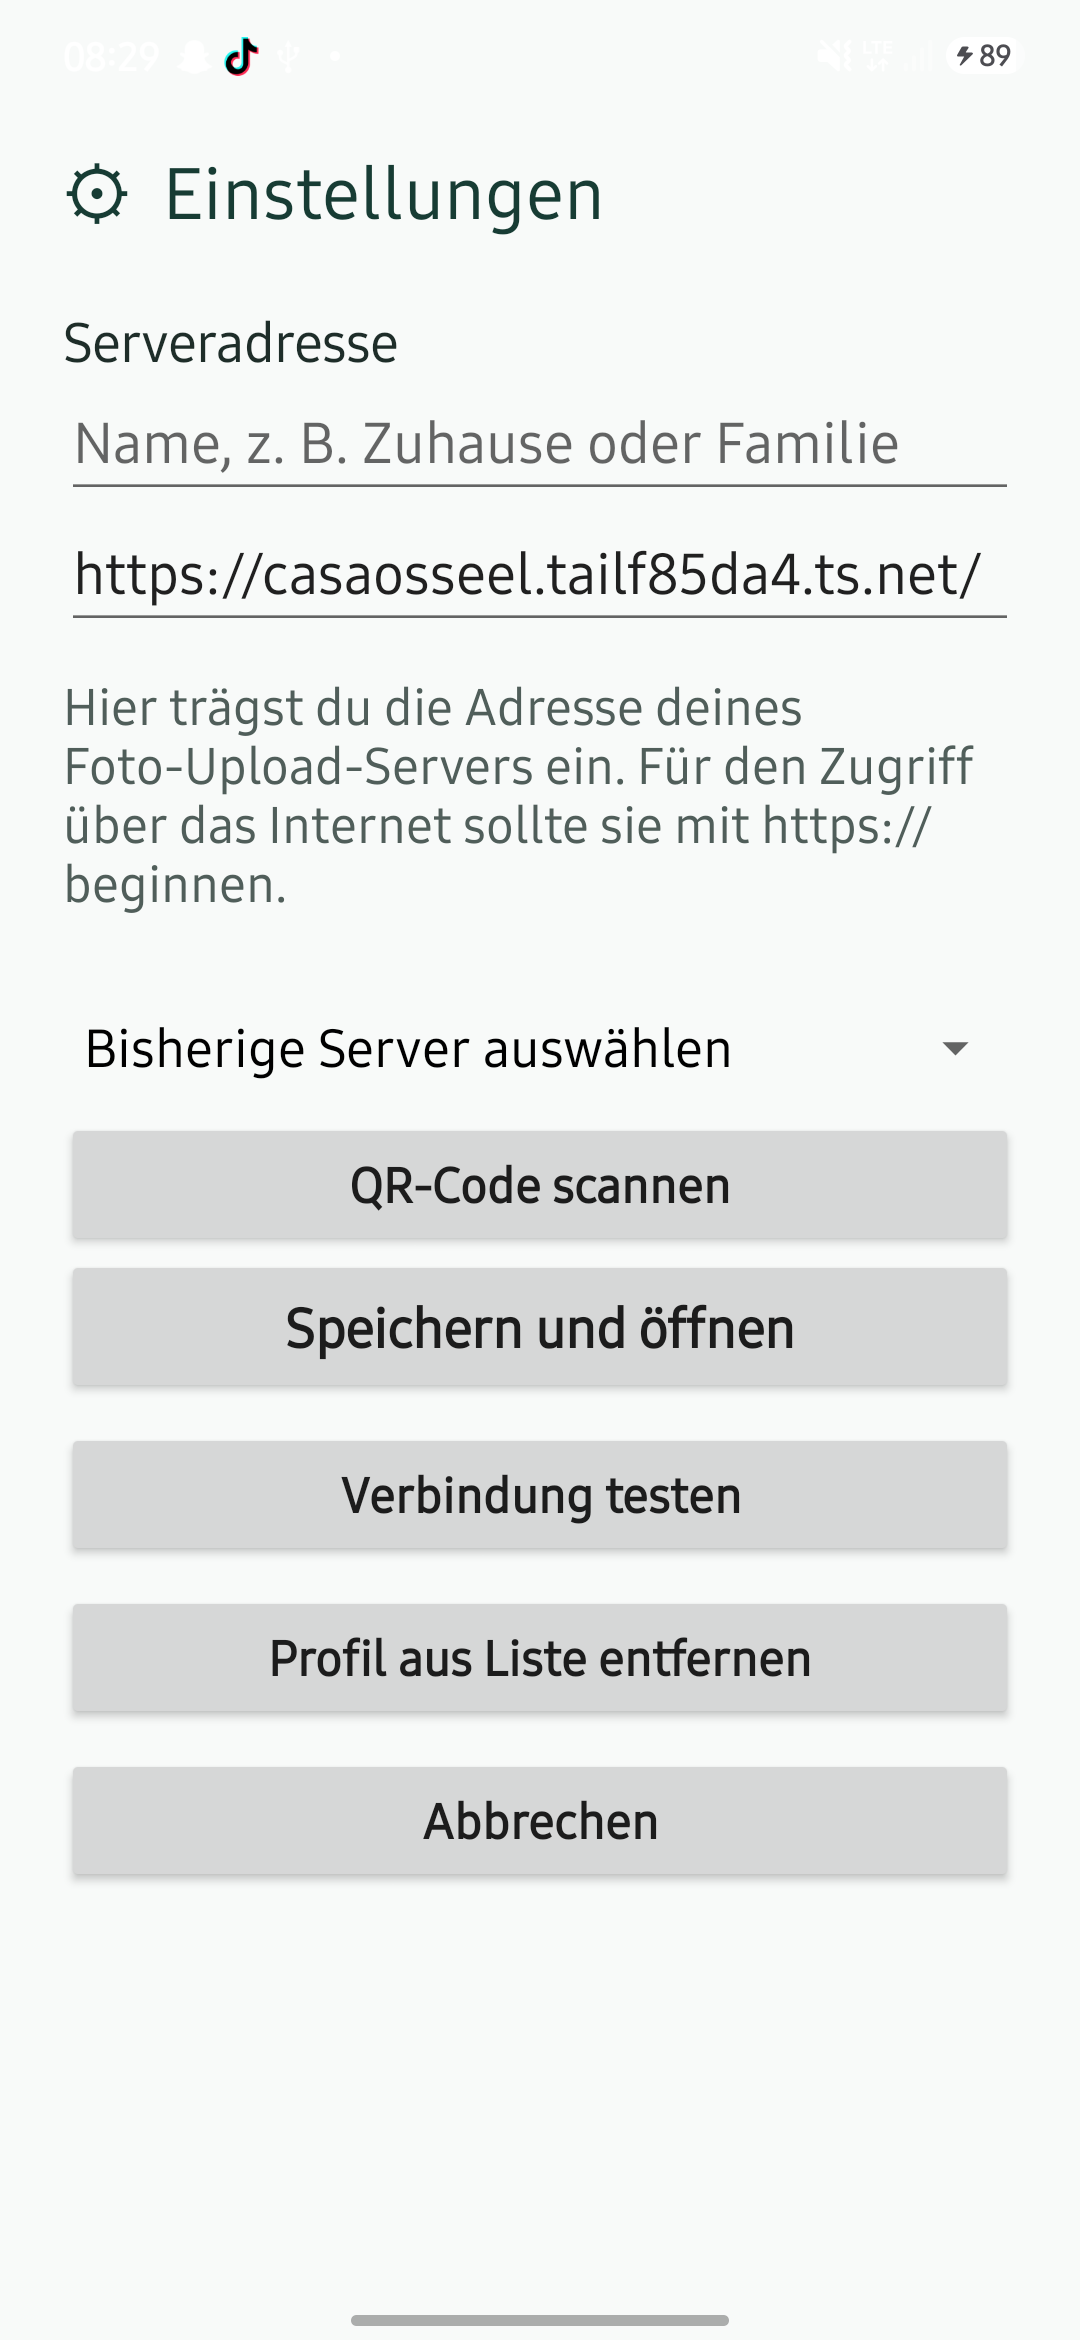 08:29
LTE
89
Einstellungen
Serveradresse
Name, z. B. Zuhause oder Familie
https://casaosseel.tailf85da4.ts.net/
Hier trägst du die Adresse deines
Foto-Upload-Servers ein. Für den Zugriff
über das Internet sollte sie mit https://
beginnen.
Bisherige Server auswählen
QR-Code scannen
Speichern und öffnen
Verbindung testen
Profil aus Liste entfernen
Abbrechen